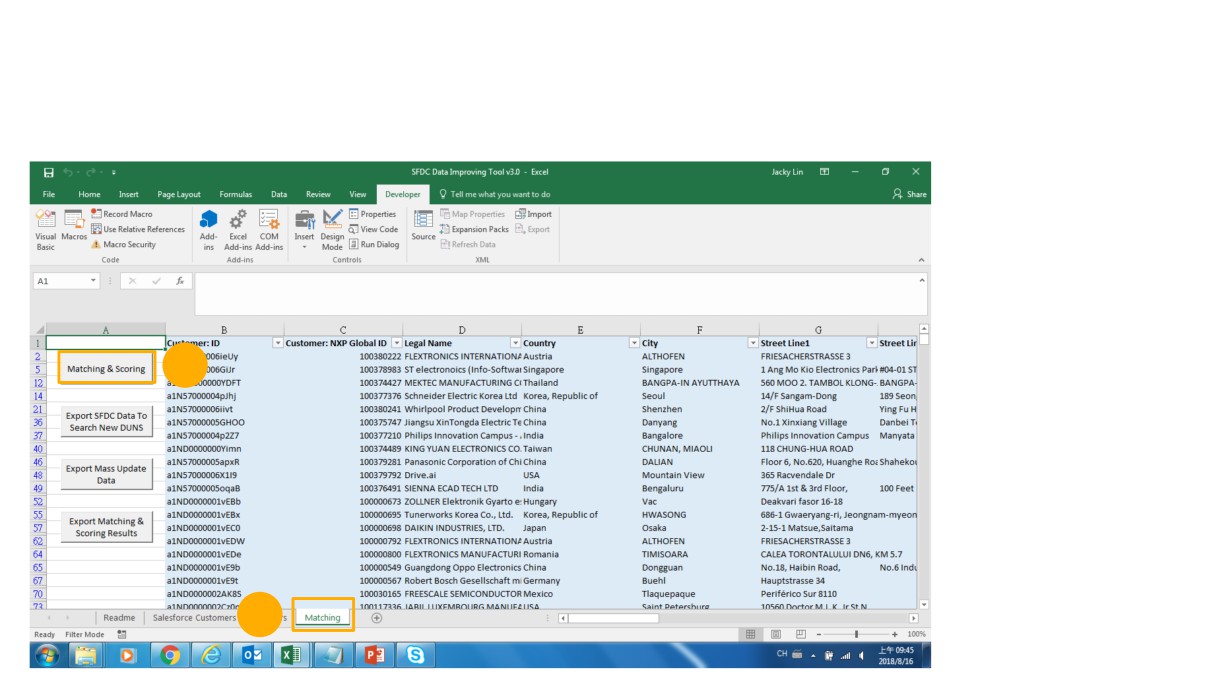 SFDC Data Improving Tool v3.0 - Excel
Jacky Lin
File Home Insert Page Layout Formulas Data Review View Developer Tell me what you want to do Share
Visual Basic
Macros
Record Macro
Use Relative References
Macro Security
Code
Add-ins
Excel Add-ins
COM Add-ins
Add-ins
Insert
Design Mode
Properties
View Code
Run Dialog
Controls
Source
Map Properties
Expansion Packs
Refresh Data
Import
Export
XML
A1
fx
A B C D E F G
1 Customer: ID Customer: NXP Global ID Legal Name Country City Street Line1 Street Lin
2 006ieUy 100380222 FLEXTRONICS INTERNATIONA Austria ALTHOFEN FRIESACHERSTRASSE 3
5 100378983 ST electronoics (Info-Softwar Singapore Singapore 1 Ang Mo Kio Electronics Park #04-01 ST
12 100374427 MEKTEC MANUFACTURING Thailand BANGPA-IN AYUTTHAYA 560 MOO 2. TAMBOL KLONG- BANGPA-
14 a1N57000004pJhj 100377376 Schneider Electric Korea Ltd Korea, Republic of Seoul 14/F Sangam-Dong 189 Seon
21 a1N57000006iivt 100380241 Whirlpool Product Developm China Shenzhen 2/F ShiHua Road Ying Fu H
36 a1N57000005GHOO 100375747 Jiangsu XinTongda Electric Te China Danyang No.1 Xinxiang Village Danbei
37 a1N57000004p2Z7 100377210 Philips Innovation Campus - India Bangalore Philips Innovation Campus Manyata
40 a1ND0000000Yimn 100374489 KING YUAN ELECTRONICS CO. Taiwan CHUNAN, MIAOLI 118 CHUNG-HUA ROAD
46 a1N57000005apxR 100379281 Panasonic Corporation of Chi China DALIAN Floor 6, No.620, Huanghe Roa Shahekou
48 a1N57000006X1I9 100379792 Drive.ai USA Mountain View 365 Racvendale Dr
49 a1N57000005oqaB 100376491 SIENNA ECAD TECH LTD India Bengaluru 775/A 1st & 3rd Floor, 100 Feet
52 a1ND0000001vEBb 100000673 ZOLLNER Elektronik Gyarto e Hungary Vac Deakvari fasor 16-18
55 a1ND0000001vEBx 100000695 Tunerworks Korea Co., Ltd. Korea, Republic of HWASONG 686-1 Gwaeryang-ri, Jeongnam-myeon
57 a1ND0000001vEC0 100000698 DAIKIN INDUSTRIES, LTD. Japan Osaka 2-15-1 Matsue,Saitama
62 a1ND0000001vEDW 100000792 FLEXTRONICS INTERNATIONA Austria ALTHOFEN FRIESACHERSTRASSE 3
64 a1ND0000001vEDe 100000800 FLEXTRONICS MANUFACTURI Romania TIMISOARA CALEA TORONTALULUI DN6, KM 5.7
65 a1ND0000001vE9b 100000549 Guangdong Oppo Electronics China Dongguan No.18, Haibin Road, No.6 Indu
67 a1ND0000001vE9t 100000567 Robert Bosch Gesellschaft mi Germany Buehl Hauptstrasse 34
70 a1ND0000002AK8S 100030165 FREESCALE SEMICONDUCTOR Mexico Tlaquepaque Periférico Sur 8110
73 100117336 JABIL LUXEMBOURG MANUFA USA Saint Petersburg 10560 Doctor M L K Jr St N
Matching & Scoring
Export SFDC Data To
Search New DUNS
Export Mass Update
Data
Export Matching &
Scoring Results
Readme Salesforce Customers Matching
Ready Filter Mode 100%
CH 上午 09:45
2018/8/16